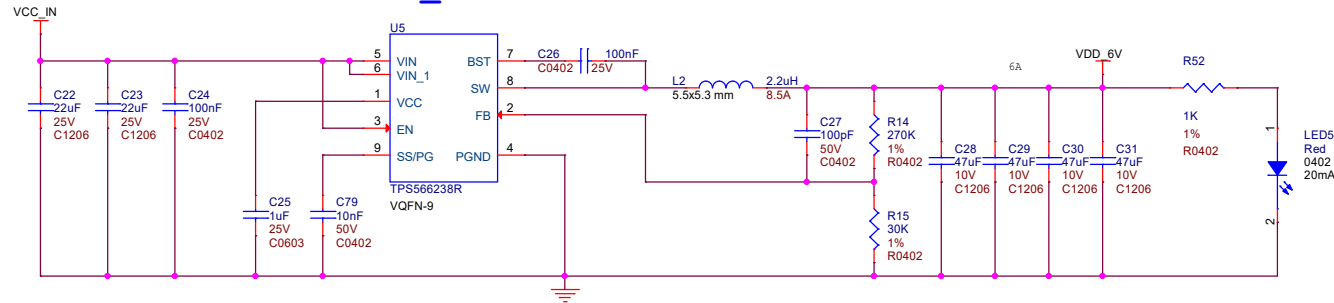 VCC_IN
U5
5 VIN
6 VIN_1
1 VCC
3 EN
9 SS/PG
BST 7
SW 8
FB 2
PGND 4
TPS566238R
VQFN-9
C22
22uF
25V
C1206
C23
22uF
25V
C1206
C24
100nF
25V
C0402
C25
1uF
25V
C0603
C79
10nF
50V
C0402
C26 100nF
C0402 25V
L2 2.2uH
5.5x5.3 mm 8.5A
C27
100pF
50V
C0402
R14
270K
1%
R0402
R15
30K
1%
R0402
6A
VDD_6V
C28
47uF
10V
C1206
C29
47uF
10V
C1206
C30
47uF
10V
C1206
C31
47uF
10V
C1206
R52
1K
1%
R0402
1
LED5
Red
0402
20mA
2